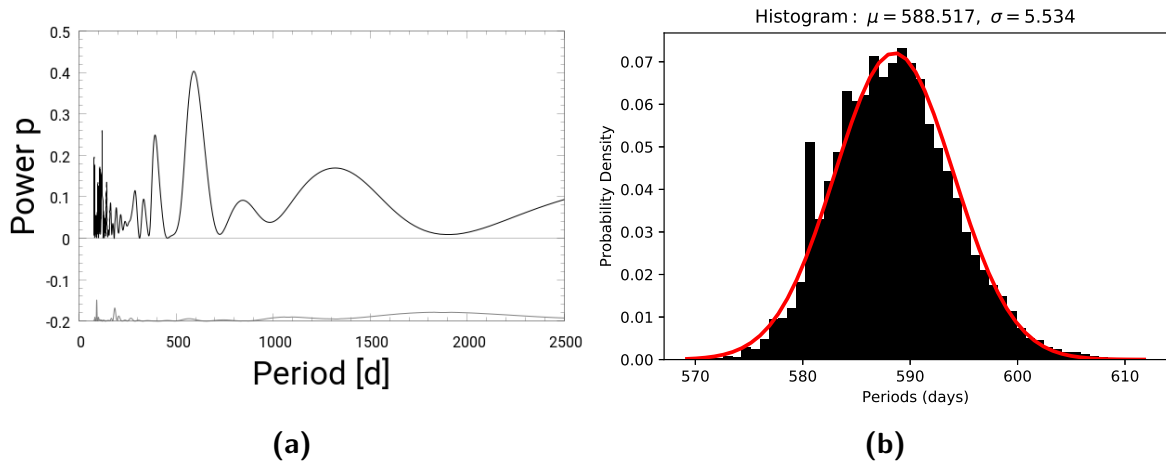 0.5
0.4
0.3
0.2
0.1
0
-0.1
-0.2
Power p
0 500 1000 1500 2000 2500
Period [d]
(a)
Histogram : μ = 588.517, σ = 5.534
0.07
0.06
0.05
0.04
0.03
0.02
0.01
0.00
Probability Density
570 580 590 600 610
Periods (days)
(b)